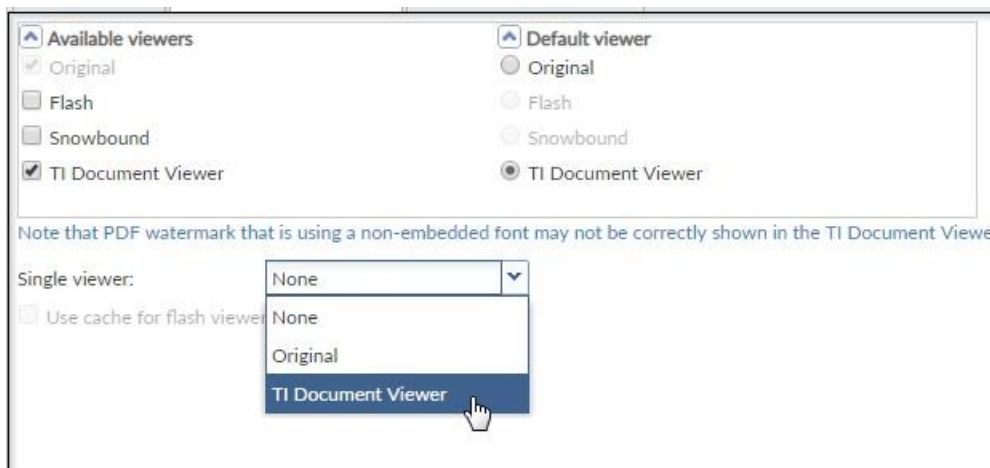 Available viewers
Original
Flash
Snowbound
TI Document Viewer
Default viewer
Original
Flash
Snowbound
TI Document Viewer
Note that PDF watermark that is using a non-embedded font may not be correctly shown in the TI Document Viewe
Single viewer:
None
Use cache for flash viewer
None
Original
TI Document Viewer